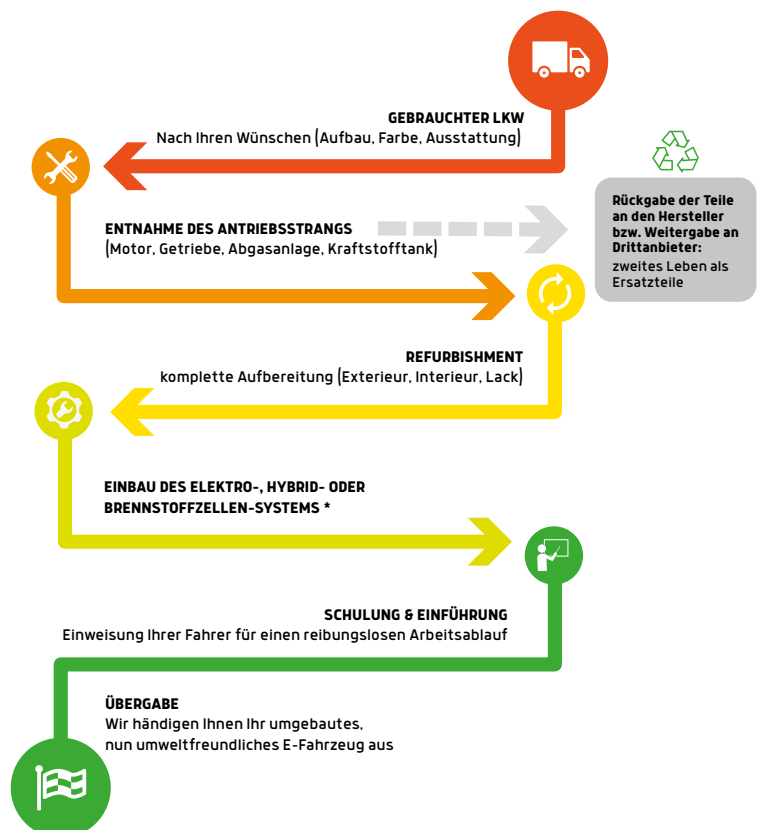 GEBRAUCHTER LKW
Nach Ihren Wünschen (Aufbau, Farbe, Ausstattung)
ENTNAHME DES ANTRIEBSSTRANGS
(Motor, Getriebe, Abgasanlage, Kraftstofftank)
Rückgabe der Teile
an den Hersteller
bzw. Weitergabe an
Drittanbieter:
zweites Leben als
Ersatzteile
REFURBISHMENT
komplette Aufbereitung (Exterieur, Interieur, Lack)
EINBAU DES ELEKTRO-, HYBRID- ODER
BRENNSTOFFZELLEN-SYSTEMS *
SCHULUNG & EINFÜHRUNG
Einweisung Ihrer Fahrer für einen reibungslosen Arbeitsablauf
ÜBERGABE
Wir händigen Ihnen Ihr umgebautes,
nun umweltfreundliches E-Fahrzeug aus